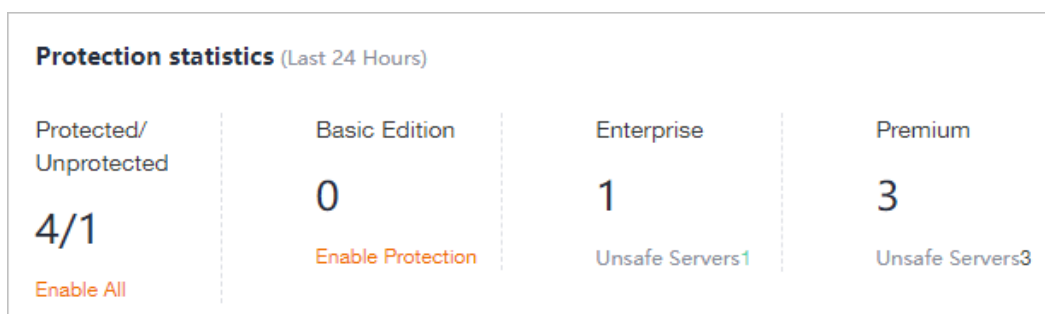 Protection statistics (Last 24 Hours)
Protected/
Unprotected
4/1
Enable All
Basic Edition
0
Enable Protection
Enterprise
1
Unsafe Servers1
Premium
3
Unsafe Servers3